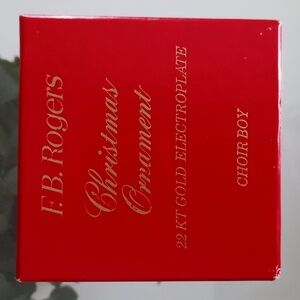 F.B. Rogers
Christmas
Ornament
22 KT GOLD ELECTROPLATE
CHOIR BOY